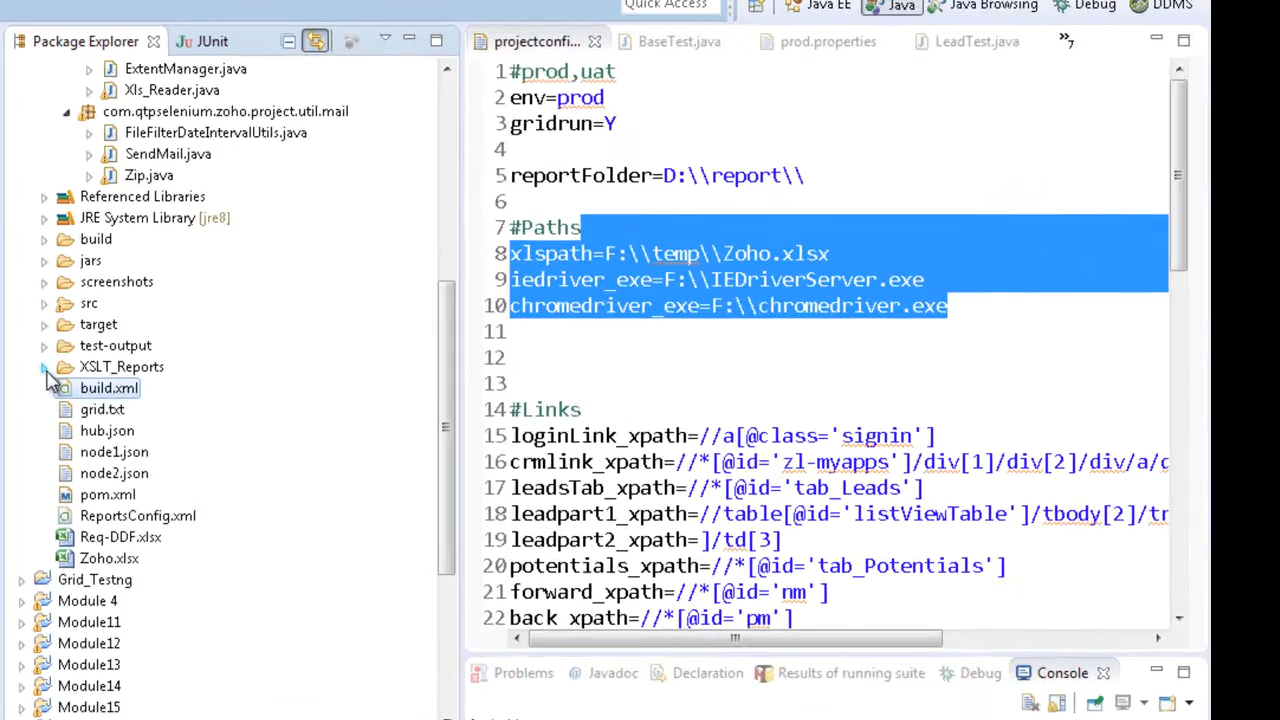 Quick Access
Java EE
Java
Java Browsing
Debug
DDMS
Package Explorer
JUnit
ExtentManager.java
Xls_Reader.java
com.qtpselenium.zoho.project.util.mail
FileFilterDateIntervalUtils.java
SendMail.java
Zip.java
Referenced Libraries
JRE System Library [jre8]
build
jars
screenshots
src
target
test-output
XSLT_Reports
build.xml
grid.txt
hub.json
node1.json
node2.json
pom.xml
ReportsConfig.xml
Req-DDF.xlsx
Zoho.xlsx
Grid_Testng
Module 4
Module11
Module12
Module13
Module14
Module15
projectconfi...
BaseTest.java
prod.properties
LeadTest.java
»7
1 #prod,uat
2 env=prod
3 gridrun=Y
4
5 reportFolder=D:\\report\\
6
7 #Paths
8 xlspath=F:\\temp\\Zoho.xlsx
9 iedriver_exe=F:\\IEDriverServer.exe
10 chromedriver_exe=F:\\chromedriver.exe
11
12
13
14 #Links
15 loginLink_xpath=//a[@class='signin']
16 crmlink_xpath=//*[@id='zl-myapps']/div[1]/div[2]/div/a/
17 leadsTab_xpath=//*[@id='tab_Leads']
18 leadpart1_xpath=//table[@id='listViewTable']/tbody[2]/tr
19 leadpart2_xpath=]/td[3]
20 potentials_xpath=//*[@id='tab_Potentials']
21 forward_xpath=//*[@id='nm']
22 back_xpath=//*[@id='pm']
Problems
@ Javadoc
Declaration
Results of running suite
Debug
Console